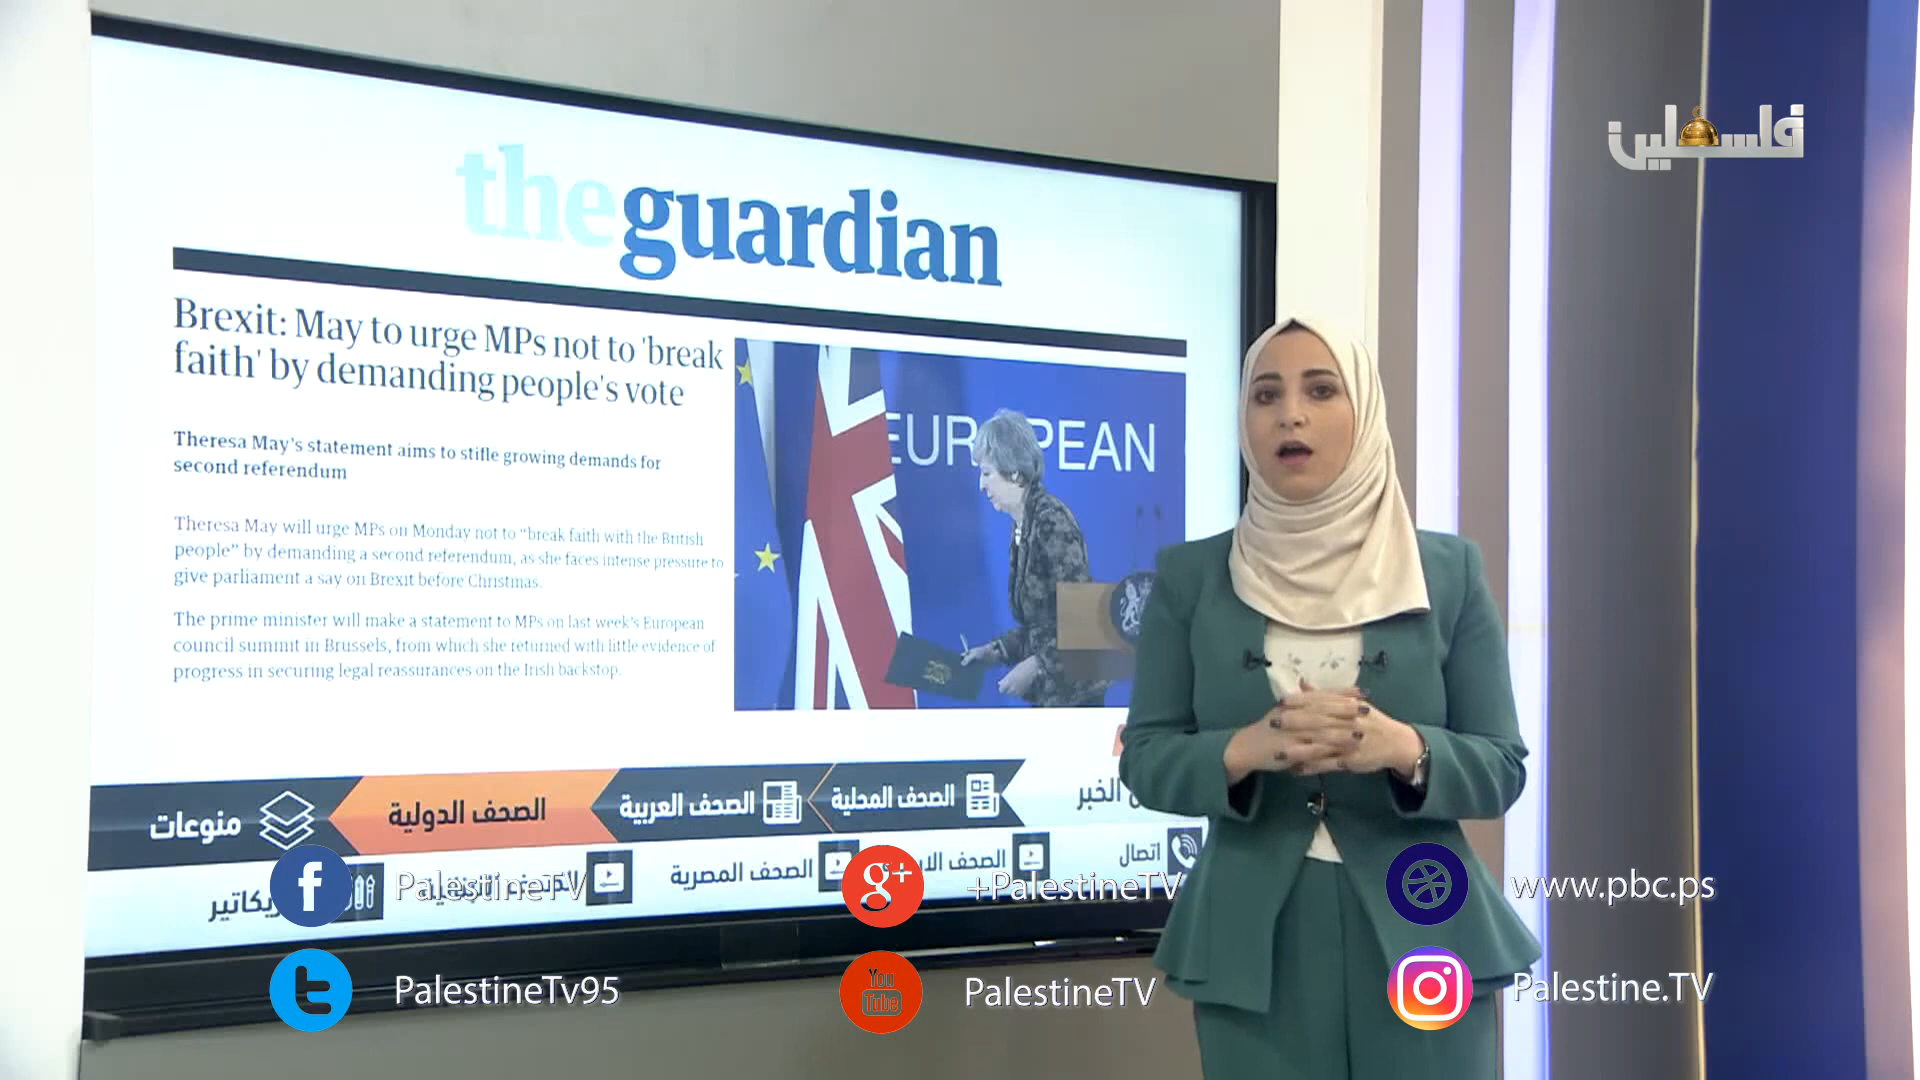 فلسطين
theguardian
Brexit: May to urge MPs not to 'break
faith' by demanding people's vote
Theresa May's statement aims to stifle growing demands for
second referendum
Theresa May will urge MPs on Monday not to “break faith with the British
people” by demanding a second referendum, as she faces intense pressure to
give parliament a say on Brexit before Christmas.
The prime minister will make a statement to MPs on last week's European
council summit in Brussels, from which she returned with little evidence of
progress in securing legal reassurances on the Irish backstop.
EUR PEAN
الخبر
الصحف المحلية
الصحف العربية
الصحف الدولية
منوعات
اتصال
الصحف
الصحف المصرية
f PalestineTV
g+ +PalestineTV
www.pbc.ps
PalestineTv95
You Tube PalestineTV
Palestine.TV